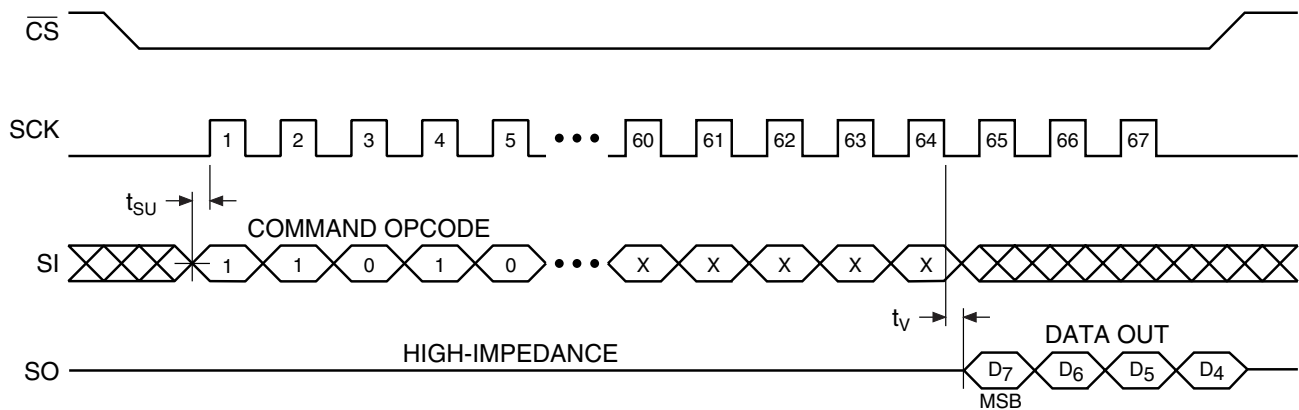 CS
SCK 1 2 3 4 5 ••• 60 61 62 63 64 65 66 67
tSU
COMMAND OPCODE
SI 1 1 0 1 0 ••• X X X X X
tV
HIGH-IMPEDANCE DATA OUT
SO D7 D6 D5 D4
MSB